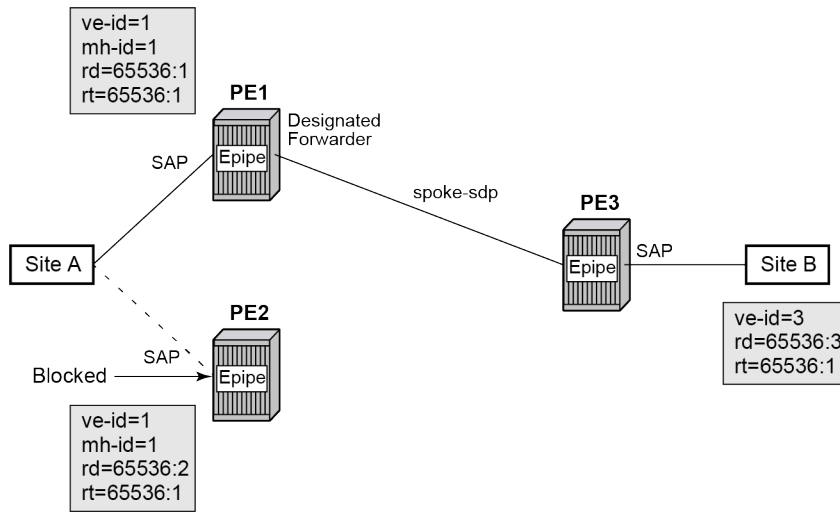 ve-id=1
mh-id=1
rd=65536:1
rt=65536:1
PE1
Designated
Forwarder
Epipe
SAP
spoke-sdp
PE3
Site A
Epipe
SAP
Site B
PE2
ve-id=3
rd=65536:3
rt=65536:1
SAP
Blocked
Epipe
ve-id=1
mh-id=1
rd=65536:2
rt=65536:1